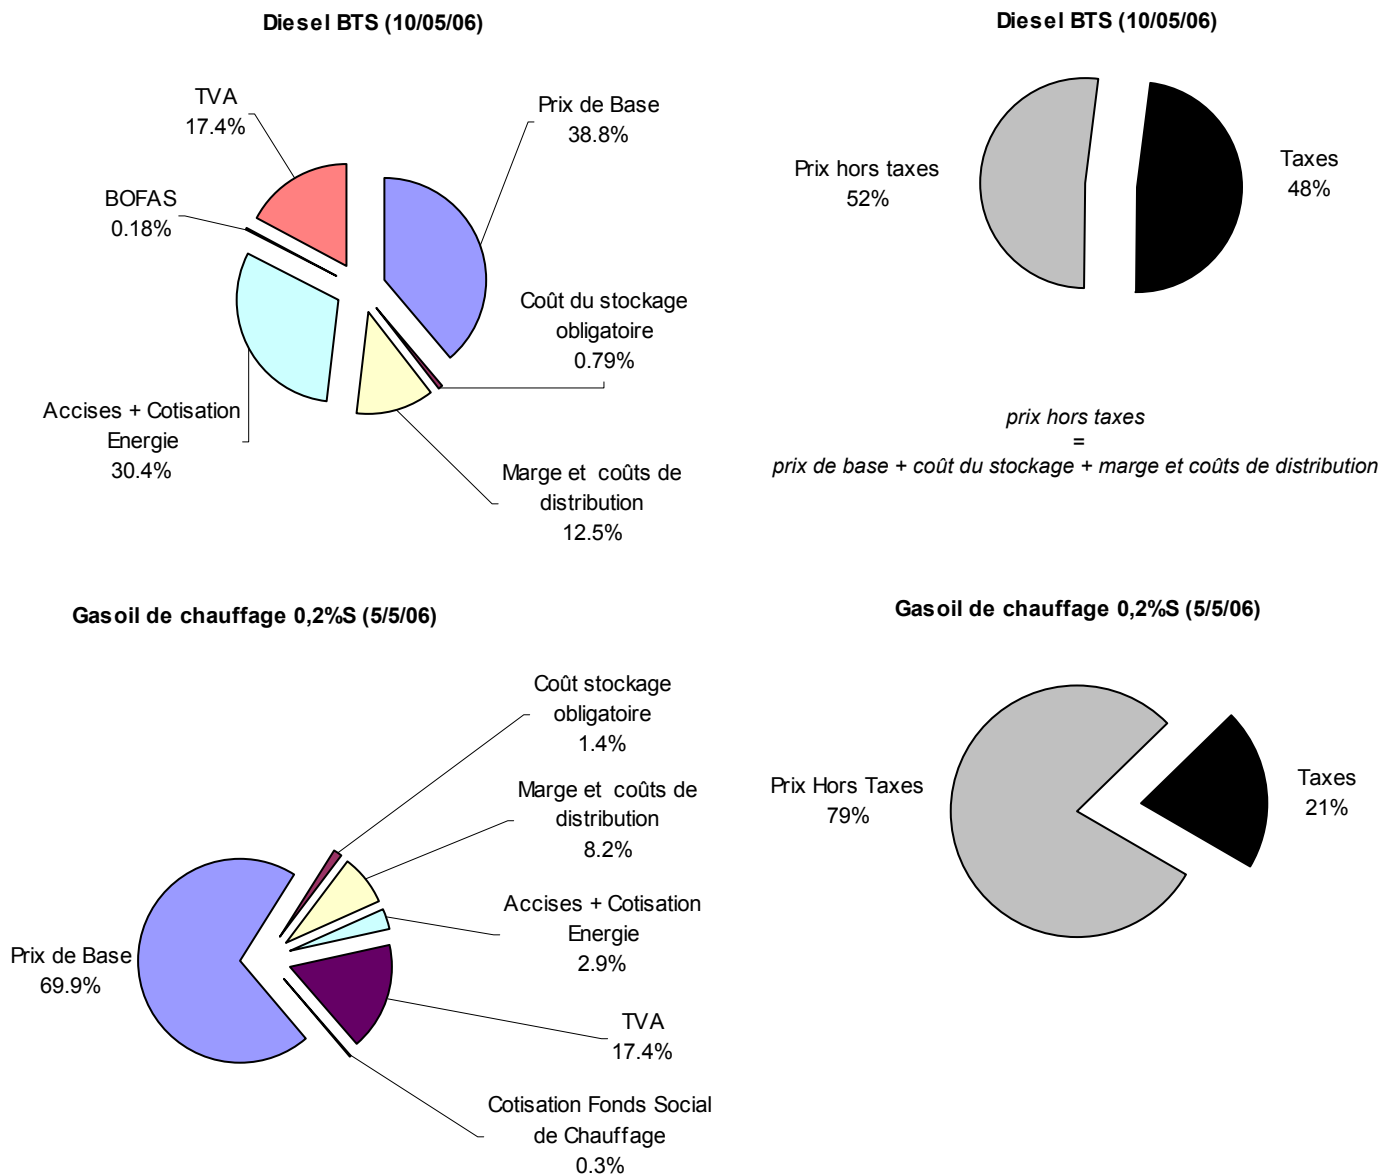 Diesel BTS (10/05/06)
TVA
17.4%
Prix de Base
38.8%
BOFAS
0.18%
Coût du stockage
obligatoire
0.79%
Accises + Cotisation
Energie
30.4%
Marge et coûts de
distribution
12.5%
Diesel BTS (10/05/06)
Prix hors taxes
52%
Taxes
48%
prix hors taxes
=
prix de base + coût du stockage + marge et coûts de distribution
Gasoil de chauffage 0,2%S (5/5/06)
Coût stockage
obligatoire
1.4%
Marge et coûts de
distribution
8.2%
Accises + Cotisation
Energie
2.9%
Prix de Base
69.9%
TVA
17.4%
Cotisation Fonds Social
de Chauffage
0.3%
Gasoil de chauffage 0,2%S (5/5/06)
Prix Hors Taxes
79%
Taxes
21%